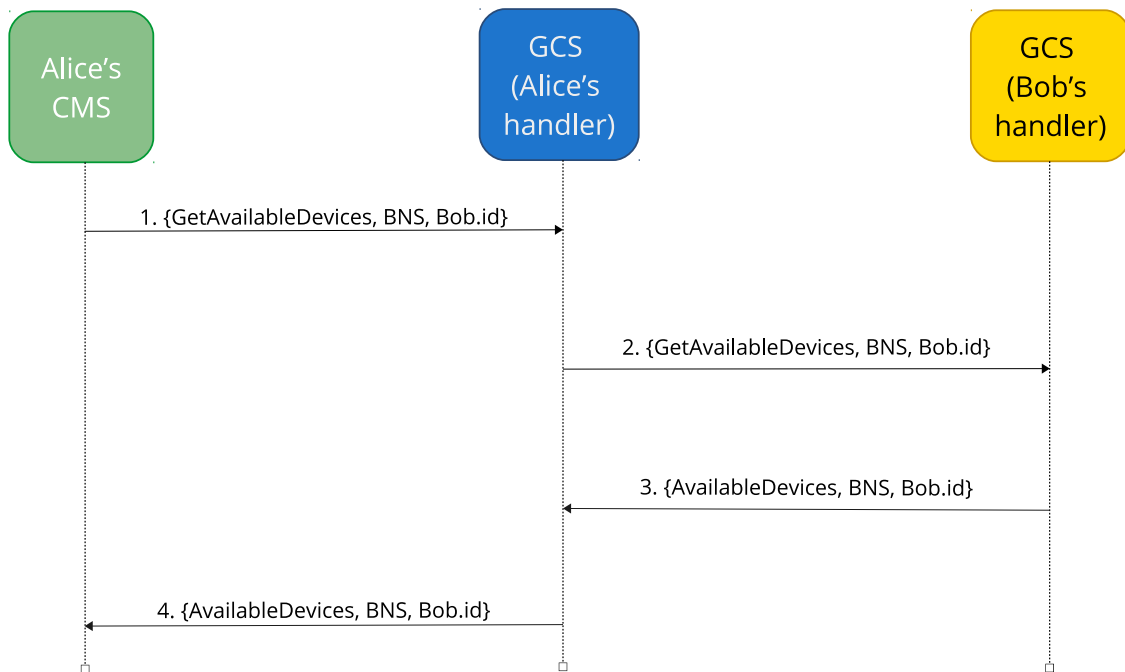 Alice’s
CMS
GCS
(Alice’s
handler)
GCS
(Bob’s
handler)
1. {GetAvailableDevices, BNS, Bob.id}
2. {GetAvailableDevices, BNS, Bob.id}
3. {AvailableDevices, BNS, Bob.id}
4. {AvailableDevices, BNS, Bob.id}